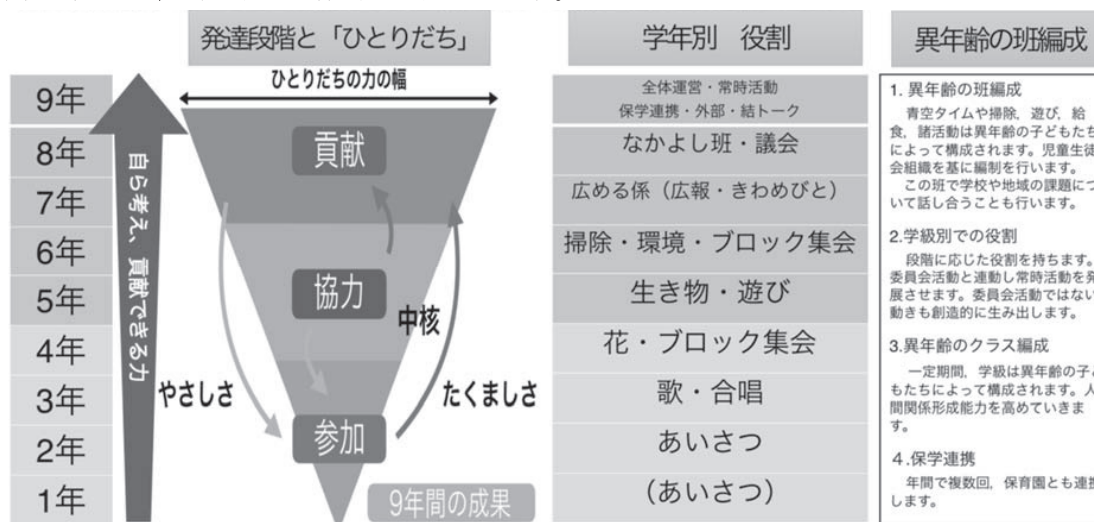 発達段階と「ひとりだち」
学年別 役割
異年齢の班編成
ひとりだちの力の幅
9年
8年
7年
6年
5年
4年
3年
2年
1年
自ら考え、貢献できる力
貢献
協力
中核
参加
やさしさ
たくましさ
9年間の成果
全体運営・常時活動
保学連携・外部・結トーク
なかよし班・議会
広める係（広報・きわめびと）
掃除・環境・ブロック集会
生き物・遊び
花・ブロック集会
歌・合唱
あいさつ
（あいさつ）
1. 異年齢の班編成
青空タイムや掃除，遊び，給
食，諸活動は異年齢の子どもたち
によって構成されます。児童生徒
会組織を基に編制を行います。
この班で学校や地域の課題につ
いて話し合うことも行います。
2.学級別での役割
段階に応じた役割を持ちます。
委員会活動と連動し常時活動を発
展させます。委員会活動ではない
動きも創造的に生み出します。
3.異年齢のクラス編成
一定期間，学級は異年齢の子ど
もたちによって構成されます。人
間関係形成能力を高めていきま
す。
４.保学連携
年間で複数回，保育園とも連携
します。